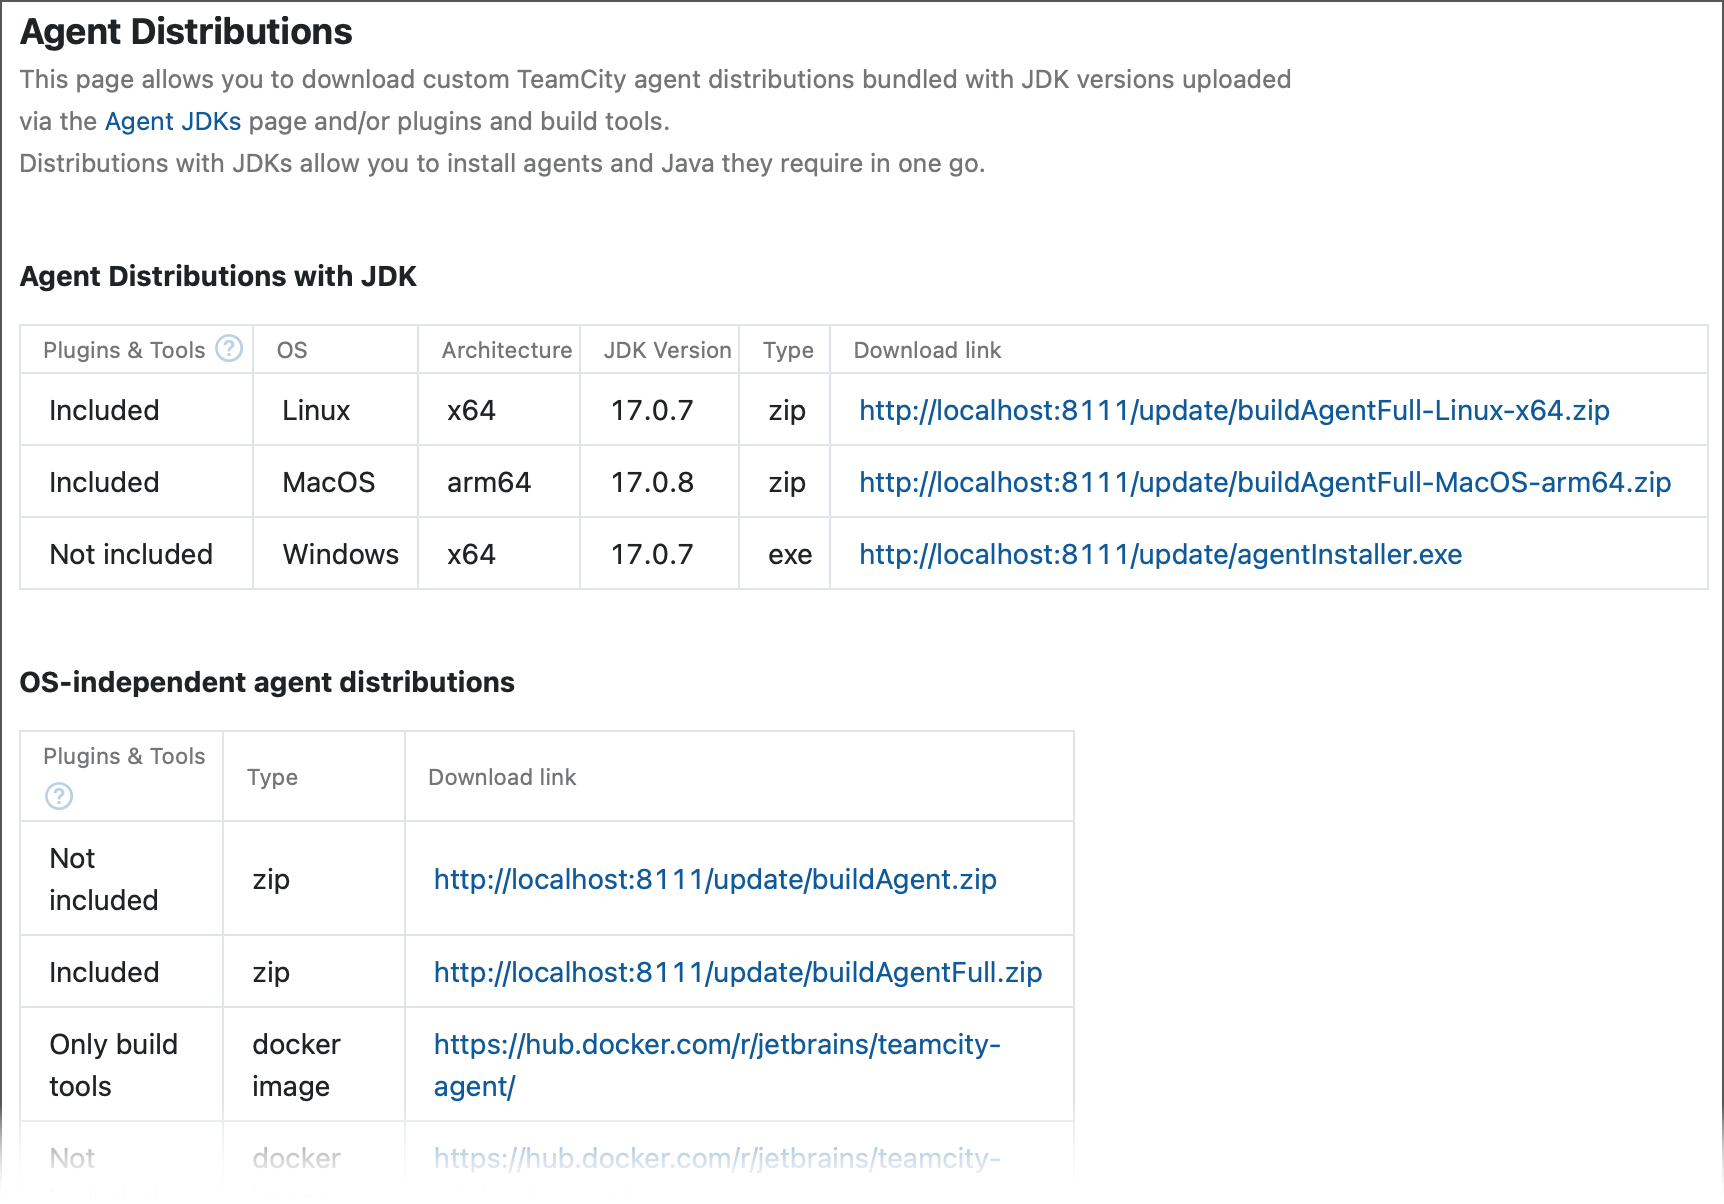 Agent Distributions
This page allows you to download custom TeamCity agent distributions bundled with JDK versions uploaded
via the Agent JDKs page and/or plugins and build tools.
Distributions with JDKs allow you to install agents and Java they require in one go.
Agent Distributions with JDK
Plugins & Tools ? OS Architecture JDK Version Type Download link
Included Linux x64 17.0.7 zip http://localhost:8111/update/buildAgentFull-Linux-x64.zip
Included MacOS arm64 17.0.8 zip http://localhost:8111/update/buildAgentFull-MacOS-arm64.zip
Not included Windows x64 17.0.7 exe http://localhost:8111/update/agentInstaller.exe
OS-independent agent distributions
Plugins & Tools
?
Type
Download link
Not
included
zip
http://localhost:8111/update/buildAgent.zip
Included zip http://localhost:8111/update/buildAgentFull.zip
Only build
tools
docker
image
https://hub.docker.com/r/jetbrains/teamcity-
agent/
Not
docker
https://hub.docker.com/r/jetbrains/teamcity-